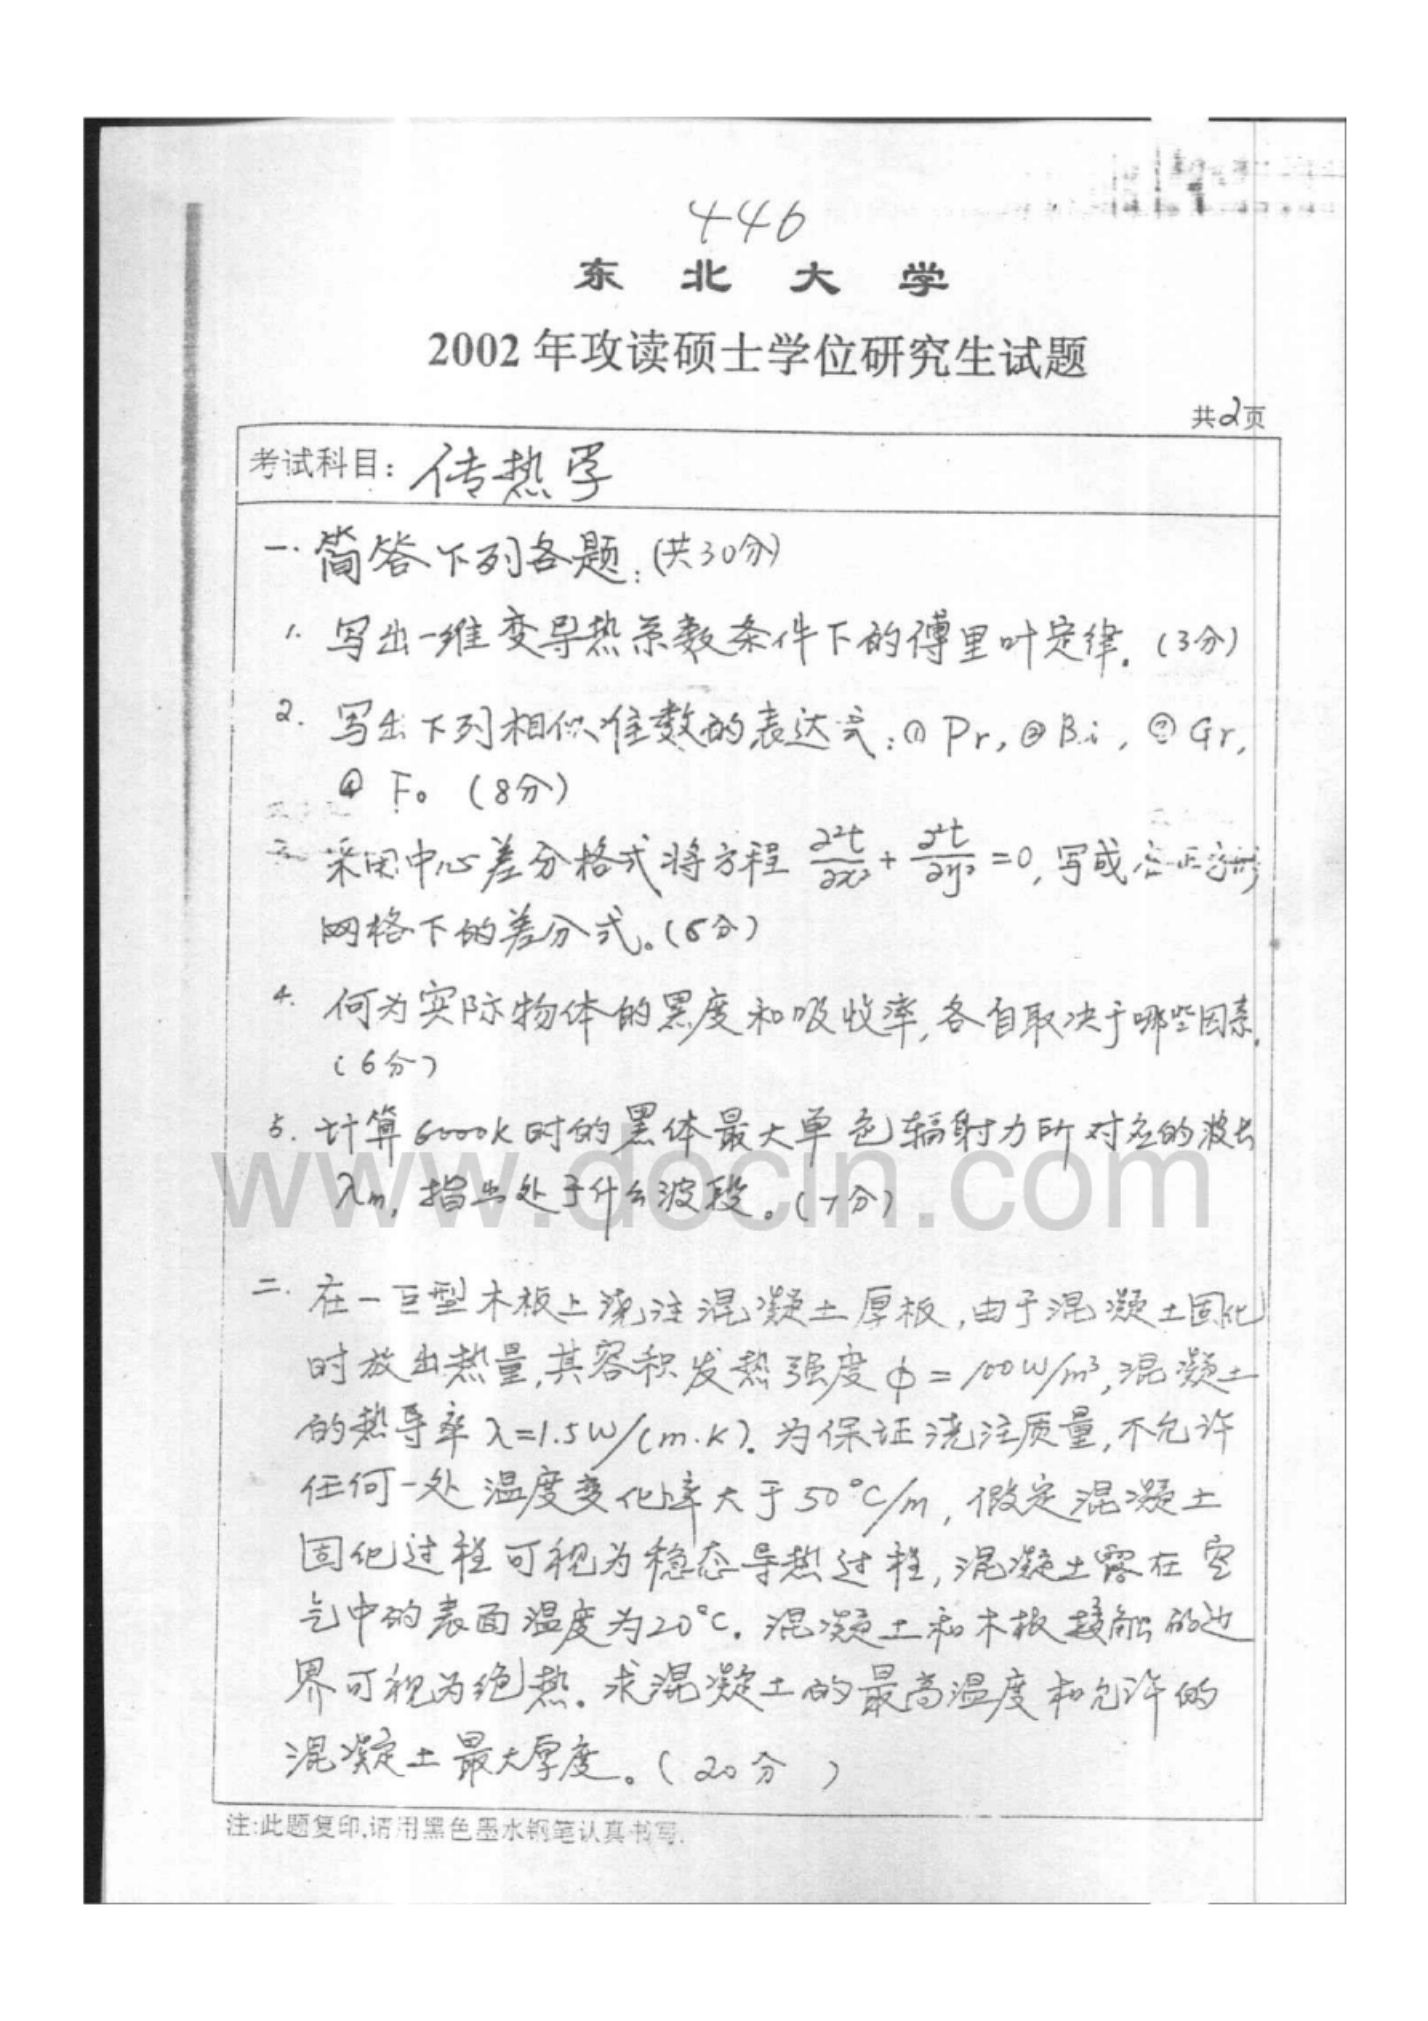 446
东北大学
2002年攻读硕士学位研究生试题
共2页
考试科目: 传热学
一. 简答下列各题:(共30分)
1. 写出一维变导热系数条件下的傅里叶定律.(3分)
2. 写出下列相似准数的表达式:① Pr, ② Bi, ③ Gr,
④ Fo (8分)
采用中心差分格式将方程 ∂²t/∂x² + ∂²t/∂y² = 0, 写成 正方形
网格下的差分式。(6分)
4. 何为实际物体的黑度和吸收率,各自取决于哪些因素.
(6分)
5. 计算6000K时的黑体最大单色辐射力所对应的波长
λm, 指出处于什么波段。(7分)
www.docin.com
二. 在一巨型木板上浇注混凝土厚板,由于混凝土固化
时放出热量,其容积发热强度 φ = 100W/m³, 混凝土
的热导率 λ=1.5W/(m.K). 为保证浇注质量,不允许
任何一处温度变化率大于50℃/m, 假定混凝土
固化过程可视为稳态导热过程, 混凝土露在空
气中的表面温度为20℃. 混凝土和木板接触的边
界可视为绝热. 求混凝土的最高温度和允许的
混凝土最大厚度。(20分)
注:此题复印,请用黑色墨水钢笔认真书写.